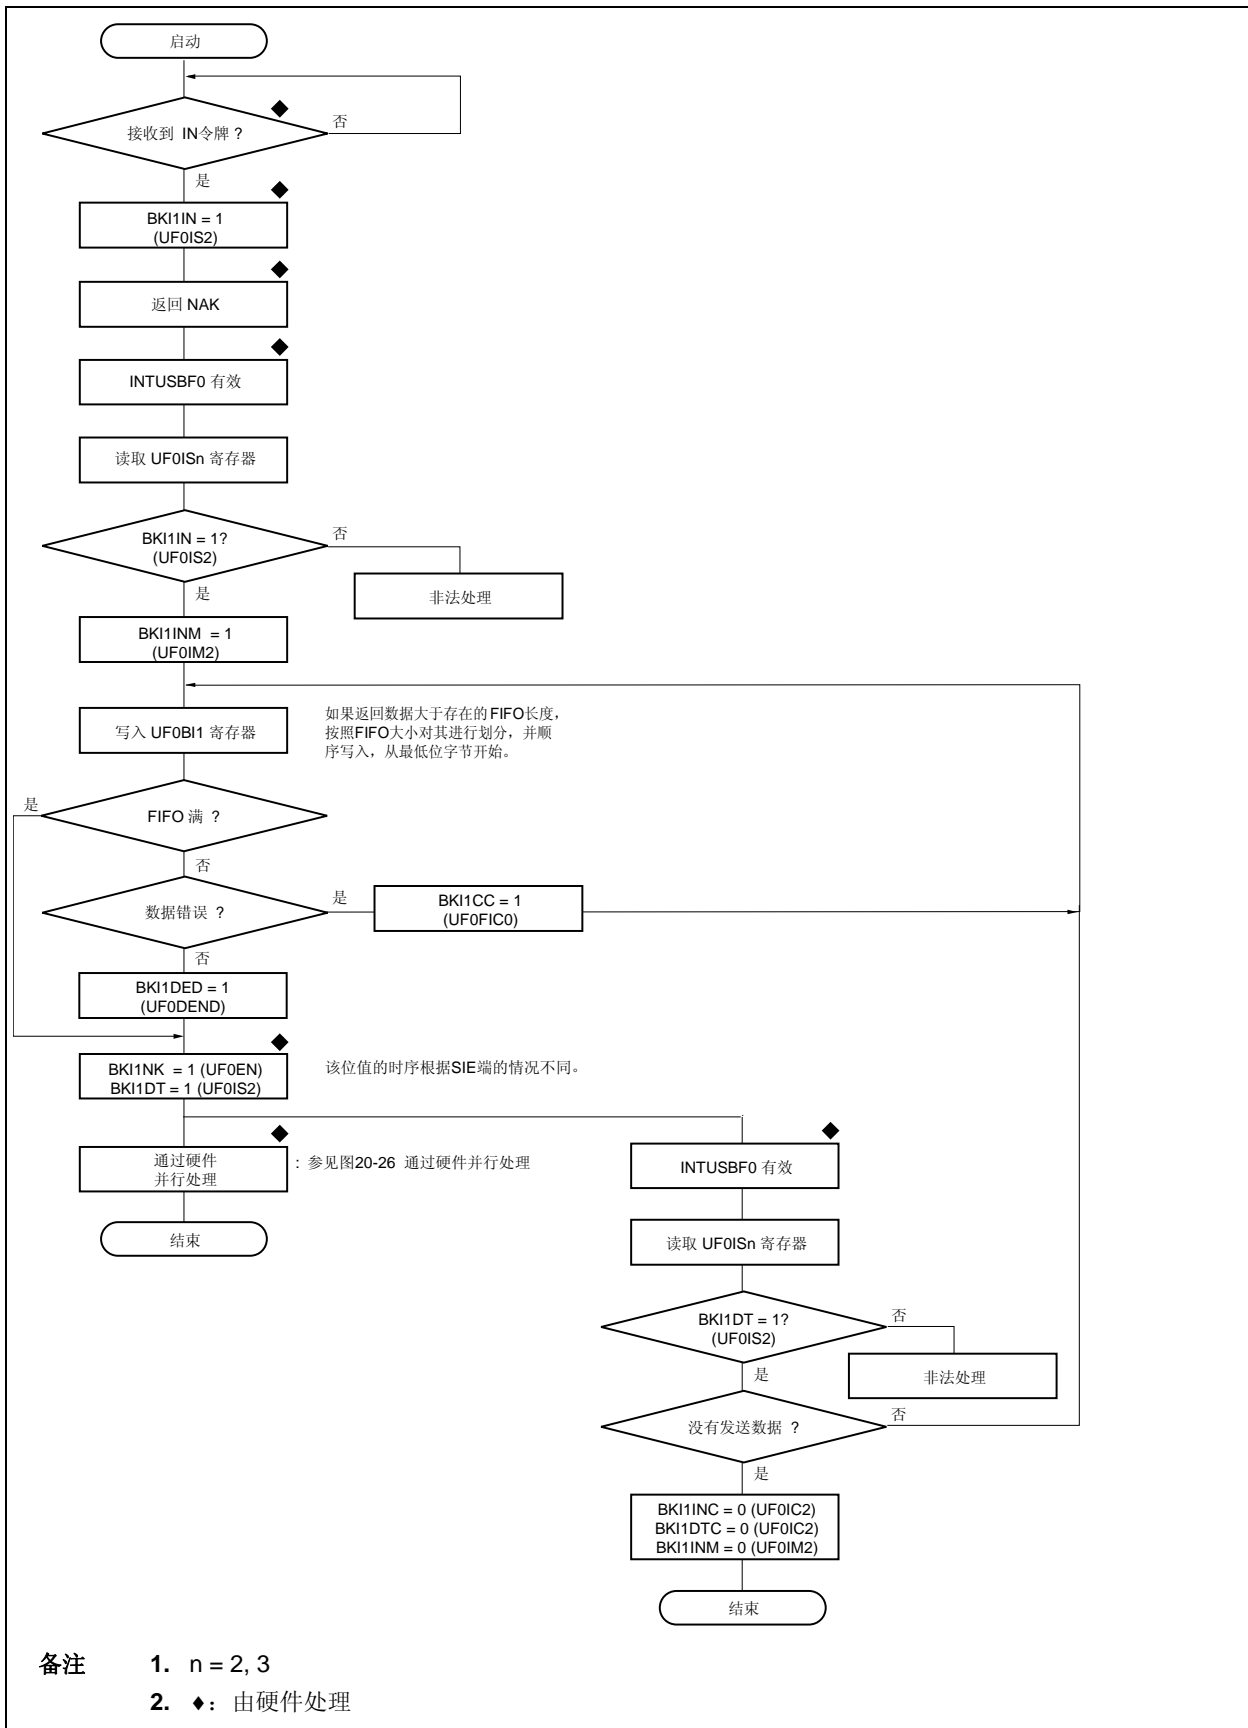 启动
接收到 IN令牌 ?
否
是
BKI1IN = 1
(UF0IS2)
返回 NAK
INTUSBF0 有效
读取 UF0ISn 寄存器
BKI1IN = 1?
(UF0IS2)
否
非法处理
是
BKI1INM = 1
(UF0IM2)
写入 UF0BI1 寄存器
如果返回数据大于存在的FIFO长度，
按照FIFO大小对其进行划分，并顺
序写入，从最低位字节开始。
是
FIFO 满 ?
否
数据错误 ?
是
BKI1CC = 1
(UF0FIC0)
否
BKI1DED = 1
(UF0DEND)
BKI1NK = 1 (UF0EN)
BKI1DT = 1 (UF0IS2)
该位值的时序根据SIE端的情况不同。
通过硬件
并行处理
: 参见图20-26 通过硬件并行处理
结束
INTUSBF0 有效
读取 UF0ISn 寄存器
BKI1DT = 1?
(UF0IS2)
否
非法处理
是
没有发送数据 ?
否
是
BKI1INC = 0 (UF0IC2)
BKI1DTC = 0 (UF0IC2)
BKI1INM = 0 (UF0IM2)
结束
备注 1. n = 2, 3
2. ♦：由硬件处理